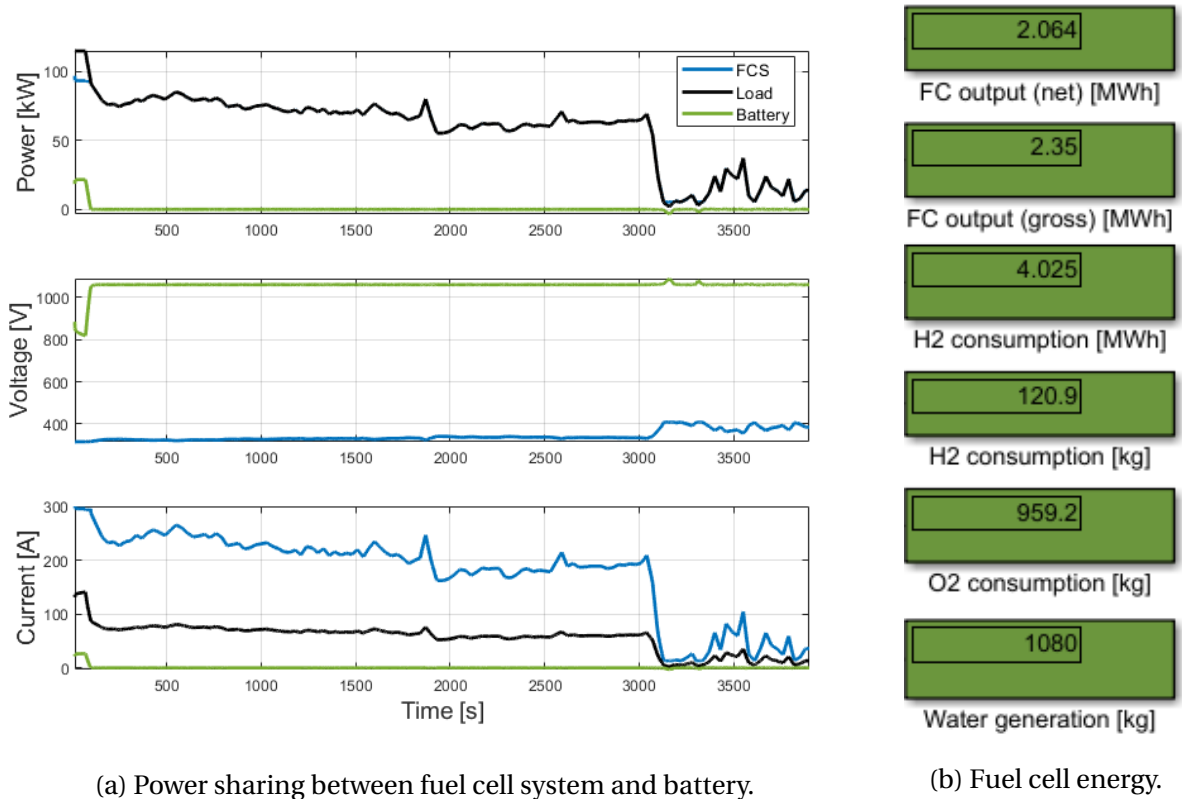 100
50
0
Power [kW]
FCS
Load
Battery
500
1000
1500
2000
2500
3000
3500
1000
800
600
400
Voltage [V]
500
1000
1500
2000
2500
3000
3500
300
200
100
0
Current [A]
500
1000
1500
2000
2500
3000
3500
Time [s]
(a) Power sharing between fuel cell system and battery.
2.064
FC output (net) [MWh]
2.35
FC output (gross) [MWh]
4.025
H2 consumption [MWh]
120.9
H2 consumption [kg]
959.2
O2 consumption [kg]
1080
Water generation [kg]
(b) Fuel cell energy.